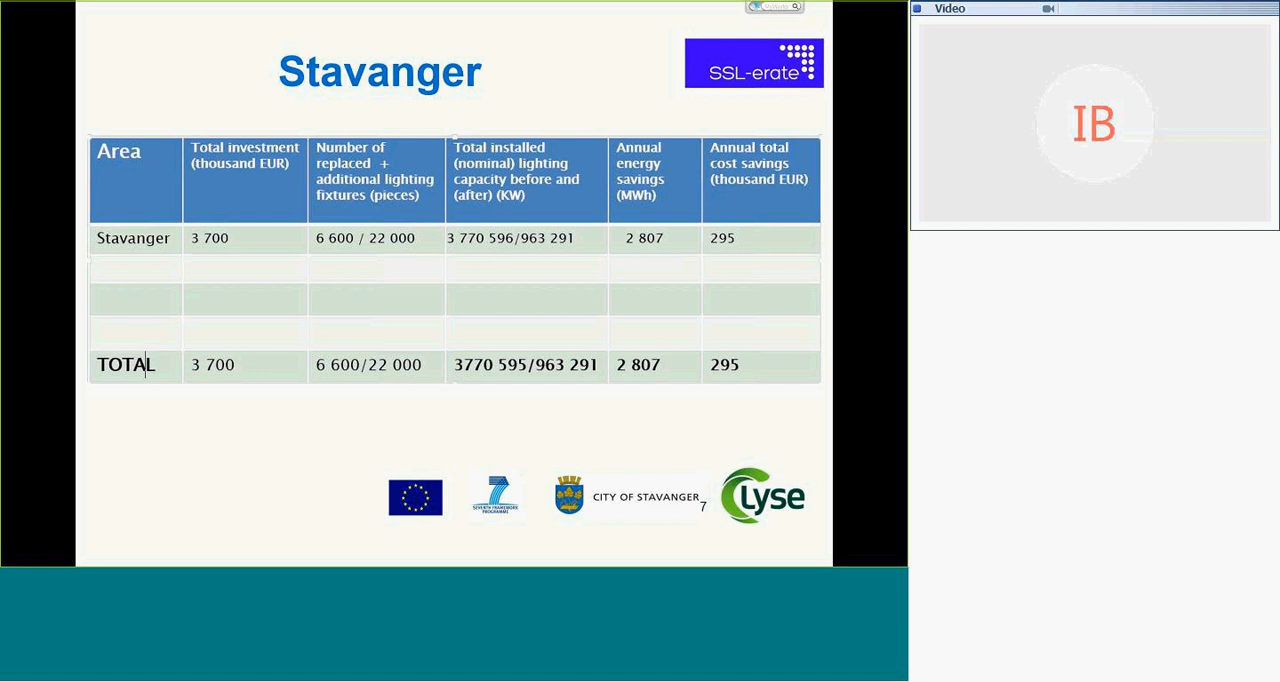 Video
IB
Stavanger
SSL-erate
Area
Total investment
(thousand EUR)
Number of
replaced +
additional lighting
fixtures (pieces)
Total installed
(nominal) lighting
capacity before and
(after) (KW)
Annual
energy
savings
(MWh)
Annual total
cost savings
(thousand EUR)
Stavanger 3 700 6 600 / 22 000 3 770 596/963 291 2 807 295
TOTAL 3 700 6 600/22 000 3770 595/963 291 2 807 295
SEVENTH FRAMEWORK
PROGRAMME
CITY OF STAVANGER
7
Lyse